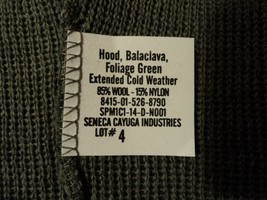 Hood, Balaclava,
Foliage Green
Extended Cold Weather
85% WOOL - 15% NYLON
8415-01-526-8790
SPM1C1-14-D-N001
SENECA CAYUGA INDUSTRIES
LOT# 4